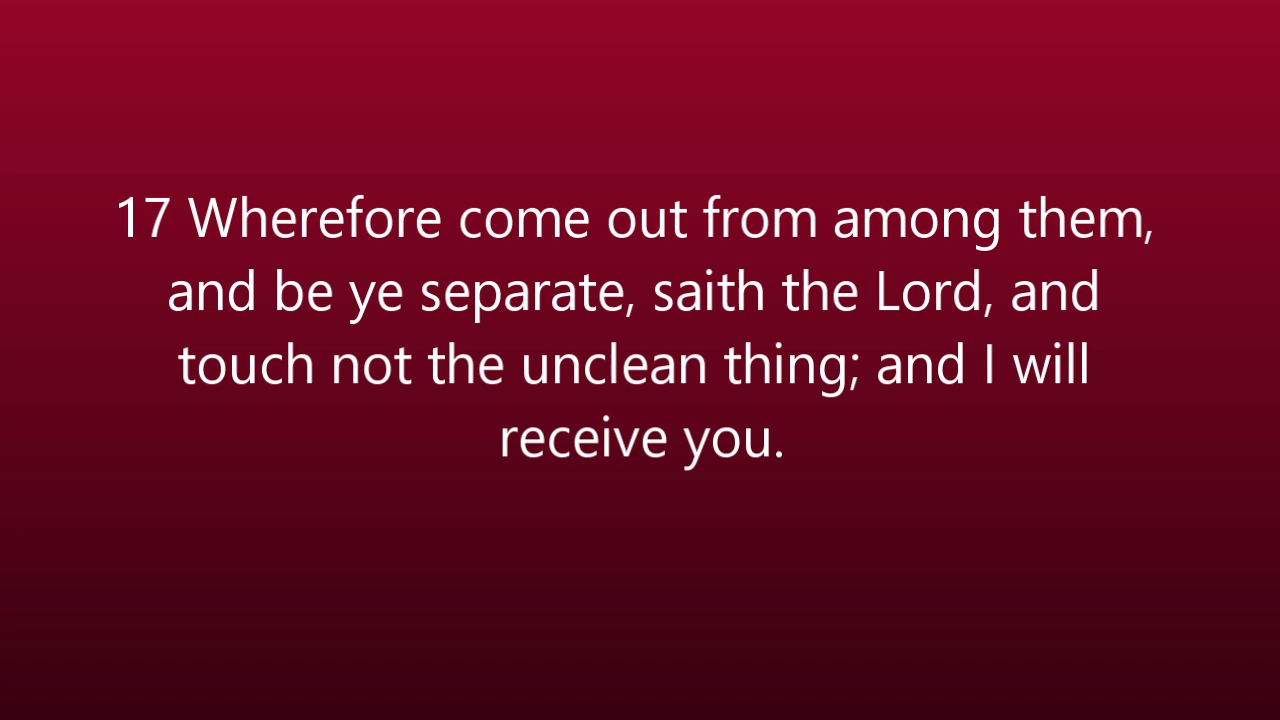 17 Wherefore come out from among them,
and be ye separate, saith the Lord, and
touch not the unclean thing; and I will
receive you.